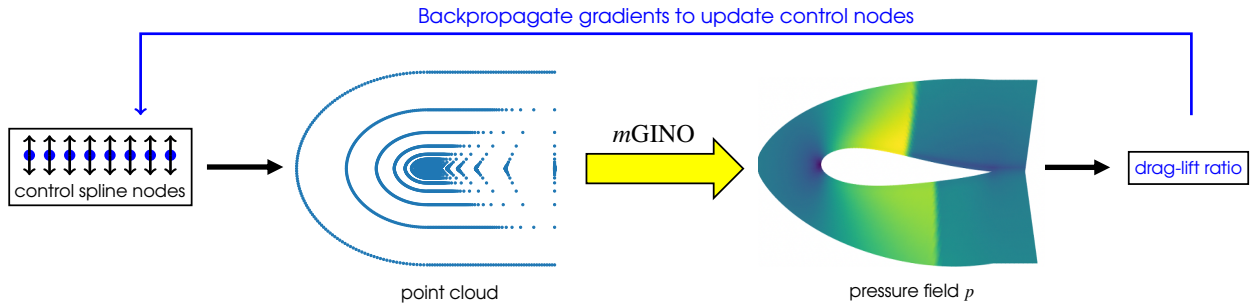 Backpropagate gradients to update control nodes
control spline nodes
point cloud
mGINO
pressure field p
drag-lift ratio